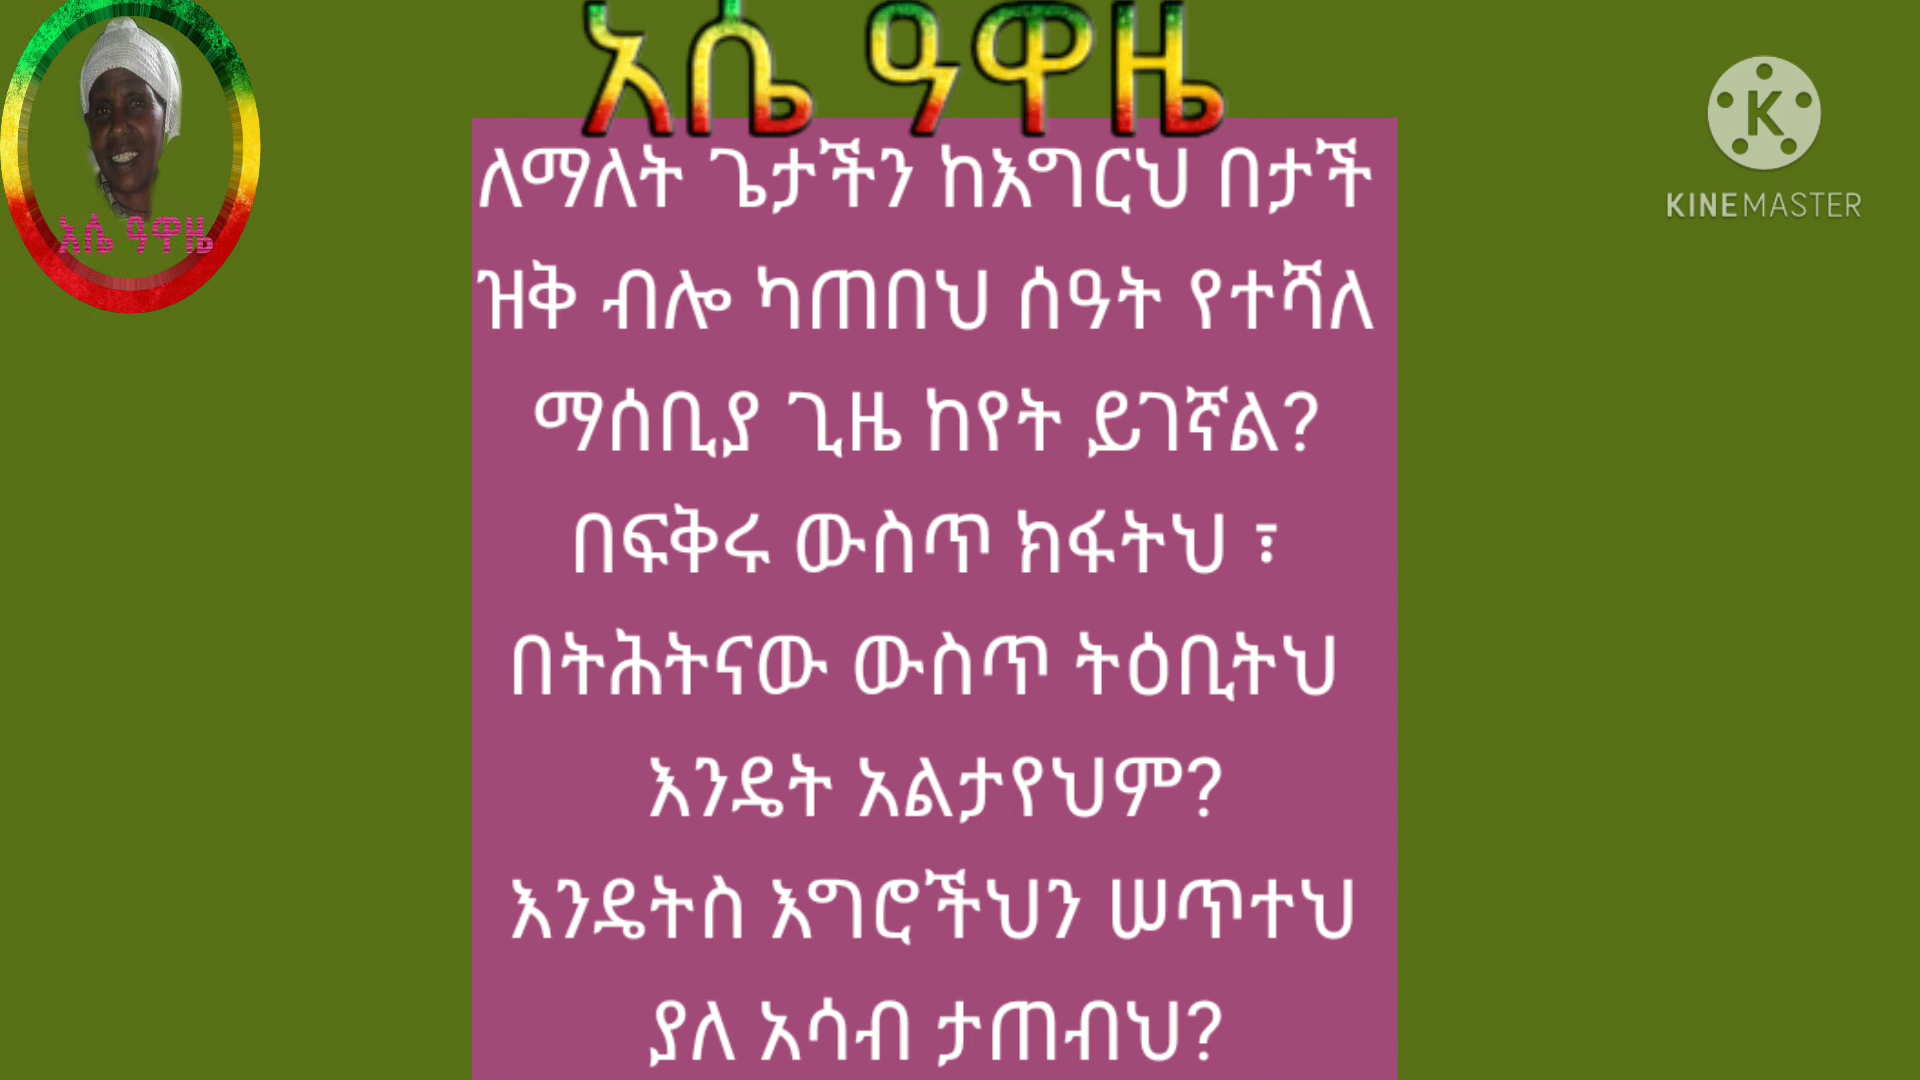 አሴ ዓዋዜ
አሴ ዓዋዜ
KINEMASTER
ለማለት ጌታችን ከእግርህ በታች
ዝቅ ብሎ ካጠበህ ሰዓት የተሻለ
ማሰቢያ ጊዜ ከየት ይገኛል?
በፍቅሩ ውስጥ ክፋትህ ፣
በትሕትናው ውስጥ ትዕቢትህ
እንዴት አልታየህም?
እንዴትስ እግሮችህን ሠጥተህ
ያለ አሳብ ታጠብህ?